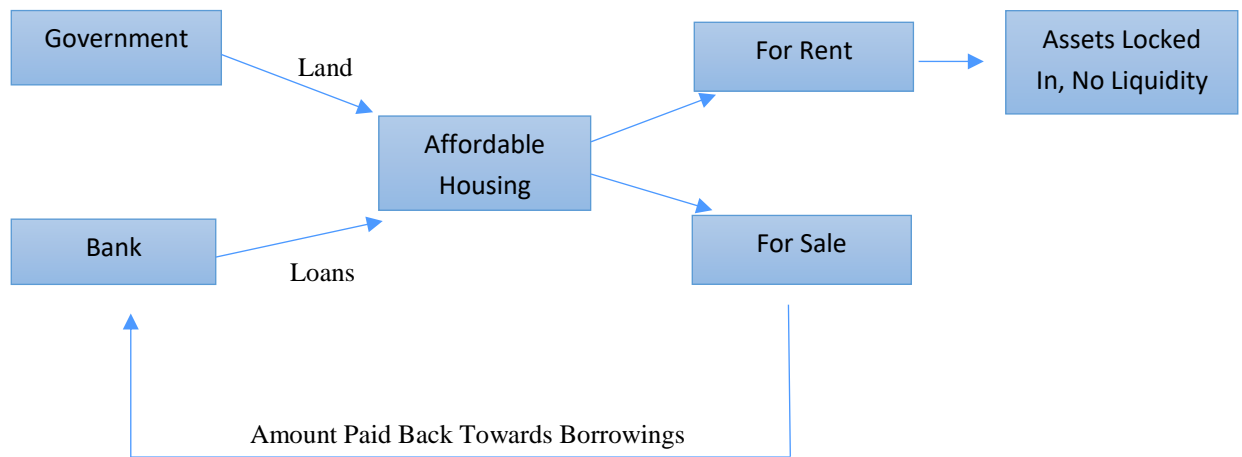 Government
Land
For Rent
Assets Locked
In, No Liquidity
Affordable
Housing
Bank
Loans
For Sale
Amount Paid Back Towards Borrowings